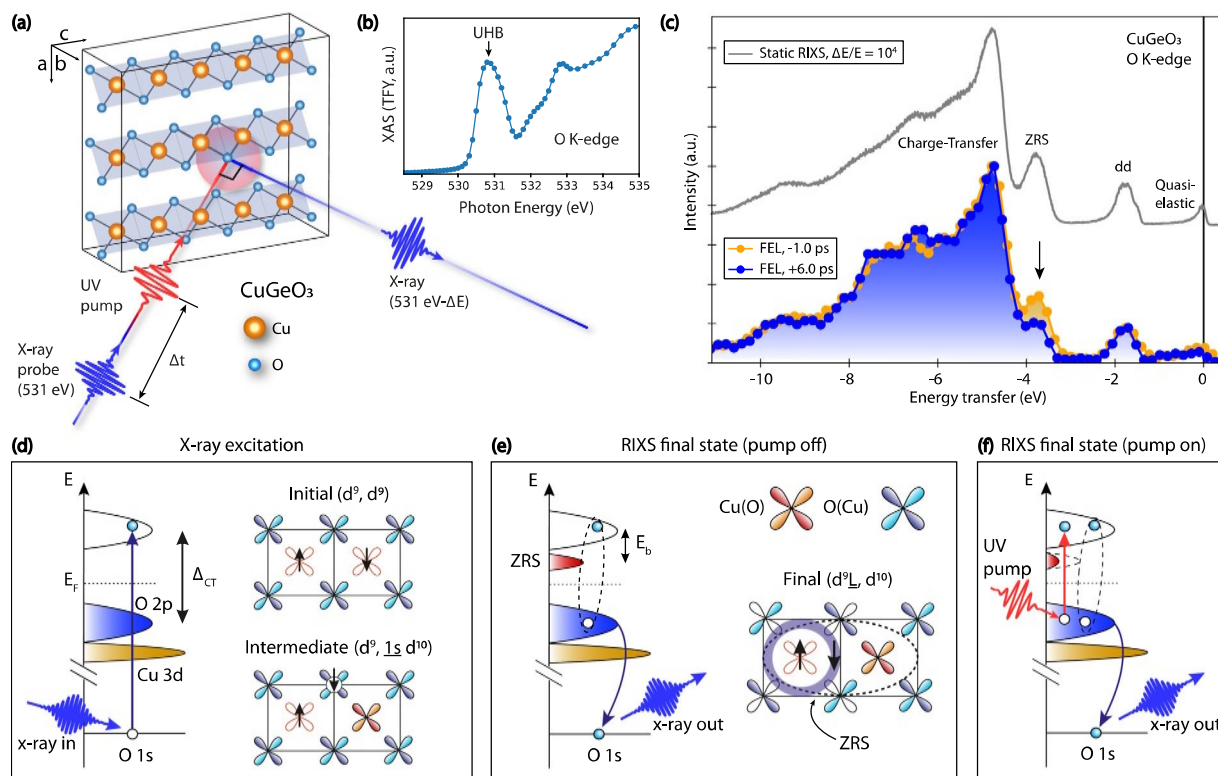 (a)
c
a
b
UV
pump
X-ray
probe
(531 eV)
Δt
CuGeO₃
Cu
O
X-ray
(531 eV-ΔE)
(b)
UHB
XAS (TFY, a.u.)
O K-edge
529 530 531 532 533 534 535
Photon Energy (eV)
(c)
Static RIXS, ΔE/E = 10⁴
CuGeO₃
O K-edge
Intensity (a.u.)
Charge-Transfer
ZRS
dd
Quasi-
elastic
FEL, -1.0 ps
FEL, +6.0 ps
-10 -8 -6 -4 -2 0
Energy transfer (eV)
(d)
X-ray excitation
E
E_F
O 2p
Cu 3d
Δ_CT
x-ray in
O 1s
Initial (d⁹, d⁹)
Intermediate (d⁹, 1s d¹⁰)
(e)
RIXS final state (pump off)
E
ZRS
E_b
Cu(O)
O(Cu)
Final (d⁹L, d¹⁰)
x-ray out
O 1s
ZRS
(f)
RIXS final state (pump on)
E
UV
pump
x-ray out
O 1s